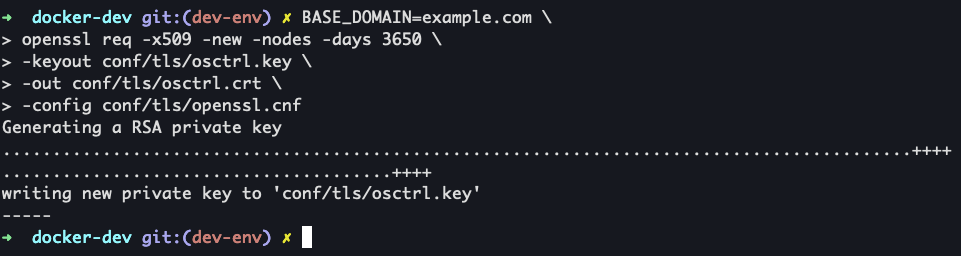 ➜ docker-dev git:(dev-env) ✗ BASE_DOMAIN=example.com \
> openssl req -x509 -new -nodes -days 3650 \
> -keyout conf/tls/osctrl.key \
> -out conf/tls/osctrl.crt \
> -config conf/tls/openssl.cnf
Generating a RSA private key
...........................................................................................++++
.......................................++++
writing new private key to 'conf/tls/osctrl.key'
-----
➜ docker-dev git:(dev-env) ✗